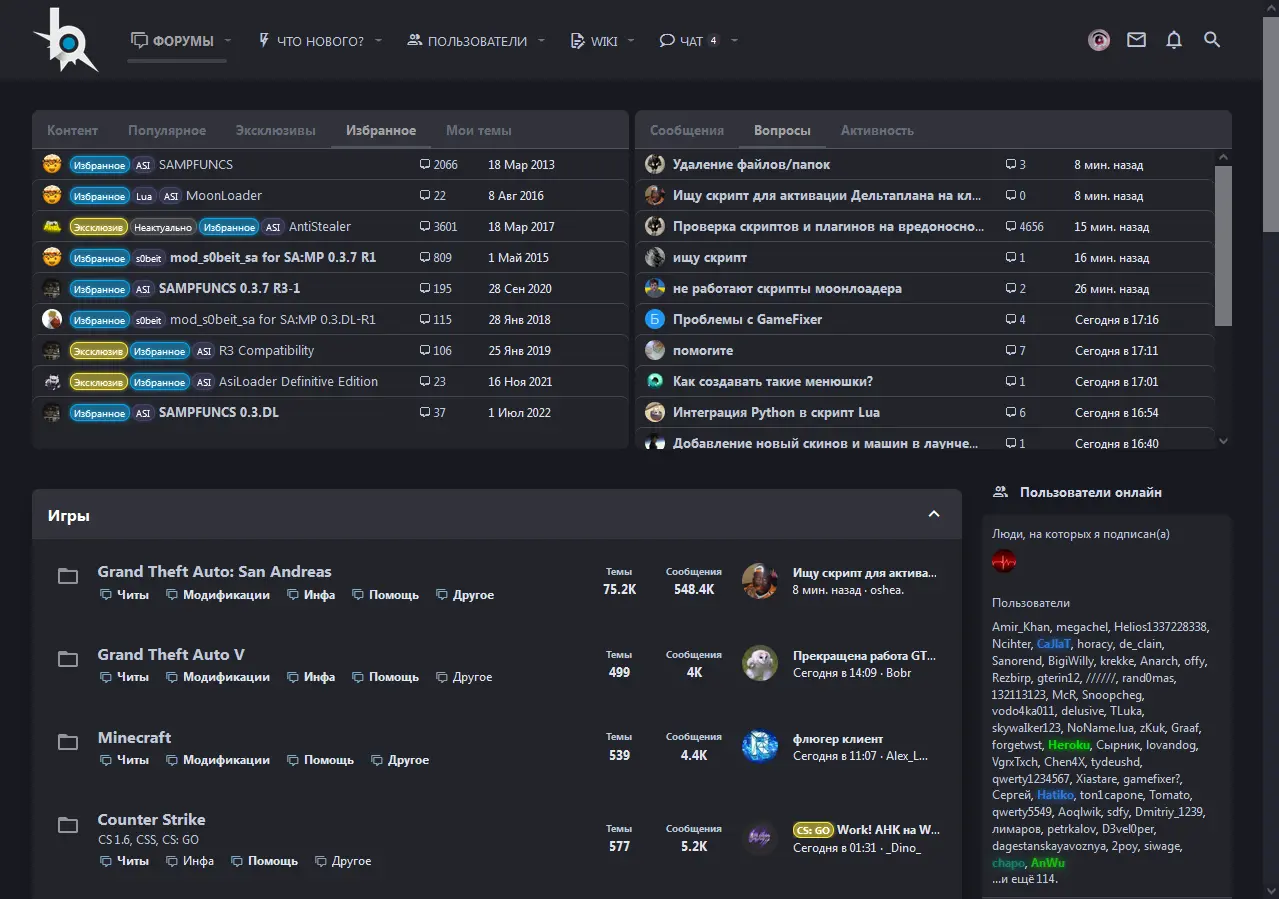 ФОРУМЫ ЧТО НОВОГО? ПОЛЬЗОВАТЕЛИ WIKI ЧАТ 4
Контент Популярное Эксклюзивы Избранное Мои темы
Избранное ASI SAMPFUNCS 2066 18 Мар 2013
Избранное Lua ASI MoonLoader 22 8 Авг 2016
Эксклюзив Неактуально Избранное ASI AntiStealer 3601 18 Мар 2017
Избранное s0beit mod_s0beit_sa for SA:MP 0.3.7 R1 809 1 Май 2015
Избранное ASI SAMPFUNCS 0.3.7 R3-1 195 28 Сен 2020
Избранное s0beit mod_s0beit_sa for SA:MP 0.3.DL-R1 115 28 Янв 2018
Эксклюзив Избранное ASI R3 Compatibility 106 25 Янв 2019
Эксклюзив Избранное ASI AsiLoader Definitive Edition 23 16 Ноя 2021
Избранное ASI SAMPFUNCS 0.3.DL 37 1 Июл 2022
Сообщения Вопросы Активность
Удаление файлов/папок 3 8 мин. назад
Ищу скрипт для активации Дельтаплана на кл... 0 8 мин. назад
Проверка скриптов и плагинов на вредоносно... 4656 15 мин. назад
ищу скрипт 1 16 мин. назад
не работают скрипты моонлоадера 2 26 мин. назад
Б Проблемы с GameFixer 4 Сегодня в 17:16
помогите 7 Сегодня в 17:11
Как создавать такие менюшки? 1 Сегодня в 17:01
Интеграция Python в скрипт Lua 6 Сегодня в 16:54
Добавление новый скинов и машин в лаунче... 1 Сегодня в 16:40
Игры
Grand Theft Auto: San Andreas
Читы Модификации Инфа Помощь Другое
Темы Сообщения
75.2K 548.4K
Ищу скрипт для актива...
8 мин. назад · oshea.
Grand Theft Auto V
Читы Модификации Инфа Помощь Другое
Темы Сообщения
499 4K
Прекращена работа GT...
Сегодня в 14:09 · Bobr
Minecraft
Читы Модификации Помощь Другое
Темы Сообщения
539 4.4K
флюгер клиент
Сегодня в 11:07 · Alex_L...
Counter Strike
CS 1.6, CSS, CS: GO
Читы Инфа Помощь Другое
Темы Сообщения
577 5.2K
CS: GO Work! AHK на W...
Сегодня в 01:31 · _Dino_
Пользователи онлайн
Люди, на которых я подписан(а)
Пользователи
Amir_Khan, megachel, Helios1337228338,
Ncihter, CaJlaT, horacy, de_clain,
Sanorend, BigiWilly, krekke, Anarch, offy,
Rezbirp, gterin12, //////, rand0mas,
132113123, McR, Snoopcheg,
vodo4ka011, delusive, TLuka,
skywalker123, NoName.lua, zKuk, Graaf,
forgetwst, Heroku, Сырник, lovandog,
VgrxTxch, Chen4X, tydeushd,
qwerty1234567, Xiastare, gamefixer?,
Сергей, Hatiko, ton1capone, Tomato,
qwerty5549, Aoqlwik, sdfy, Dmitriy_1239,
лимаров, petrkalov, D3vel0per,
dagestanskayavoznya, 2poy, siwage,
chapo, AnWu
...и ещё 114.